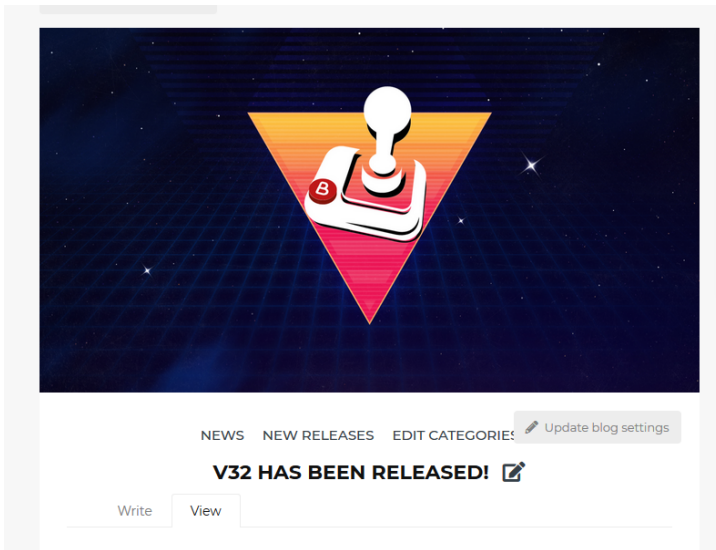 B
NEWS NEW RELEASES EDIT CATEGORIES
Update blog settings
V32 HAS BEEN RELEASED!
Write View